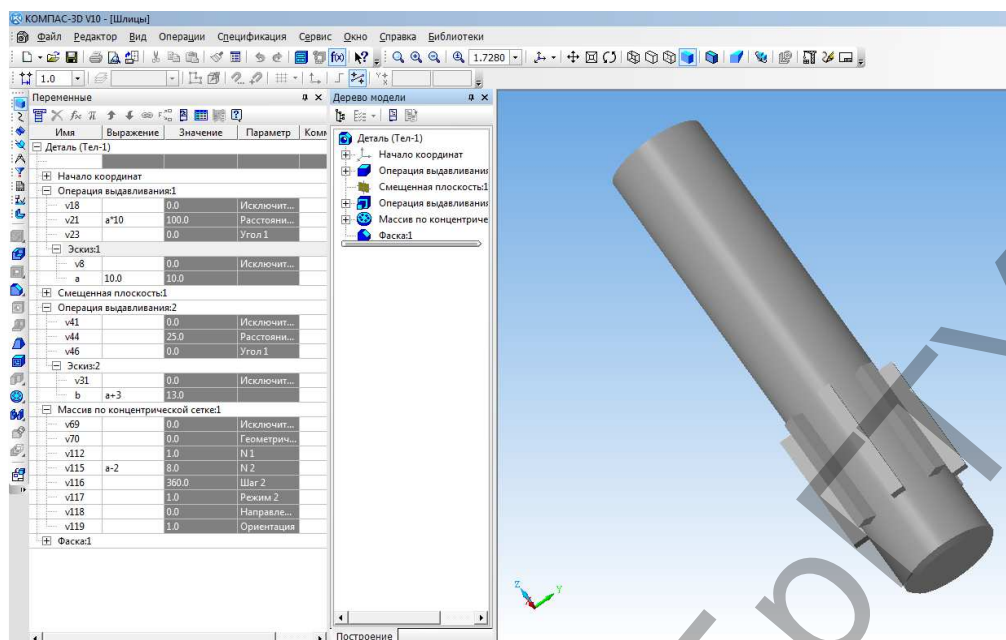 КОМПАС-3D V10 - [Шлицы]
Файл Редактор Вид Операции Спецификация Сервис Окно Справка Библиотеки
1.7280
1.0
Переменные
Имя Выражение Значение Параметр Комм
Деталь (Тел-1)
Начало координат
Операция выдавливания:1
v18 0.0 Исключит...
v21 a*10 100.0 Расстояни...
v23 0.0 Угол 1
Эскиз:1
v8 0.0 Исключит...
a 10.0 10.0
Смещенная плоскость:1
Операция выдавливания:2
v41 0.0 Исключит...
v44 25.0 Расстояни...
v46 0.0 Угол 1
Эскиз:2
v31 0.0 Исключит...
b a+3 13.0
Массив по концентрической сетке:1
v69 0.0 Исключит...
v70 0.0 Геометрич...
v112 1.0 N 1
v115 a-2 8.0 N 2
v116 360.0 Шаг 2
v117 1.0 Режим 2
v118 0.0 Направле...
v119 1.0 Ориентация
Фаска:1
Дерево модели
Деталь (Тел-1)
Начало координат
Операция выдавливания
Смещенная плоскость:1
Операция выдавливания
Массив по концентриче
Фаска:1
Построение
Z Y